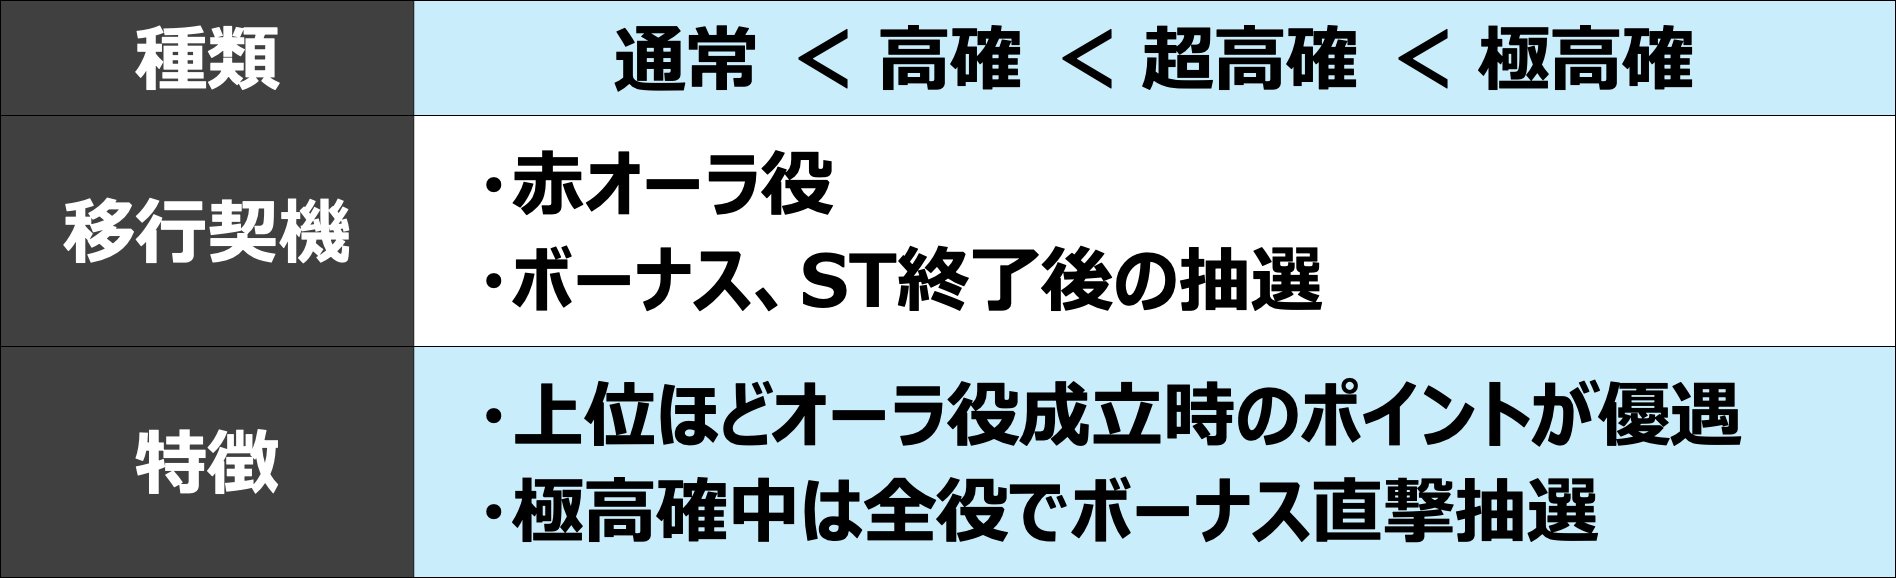 種類
通常 ＜ 高確 ＜ 超高確 ＜ 極高確
移行契機
・赤オーラ役
・ボーナス、ST終了後の抽選
特徴
・上位ほどオーラ役成立時のポイントが優遇
・極高確中は全役でボーナス直撃抽選